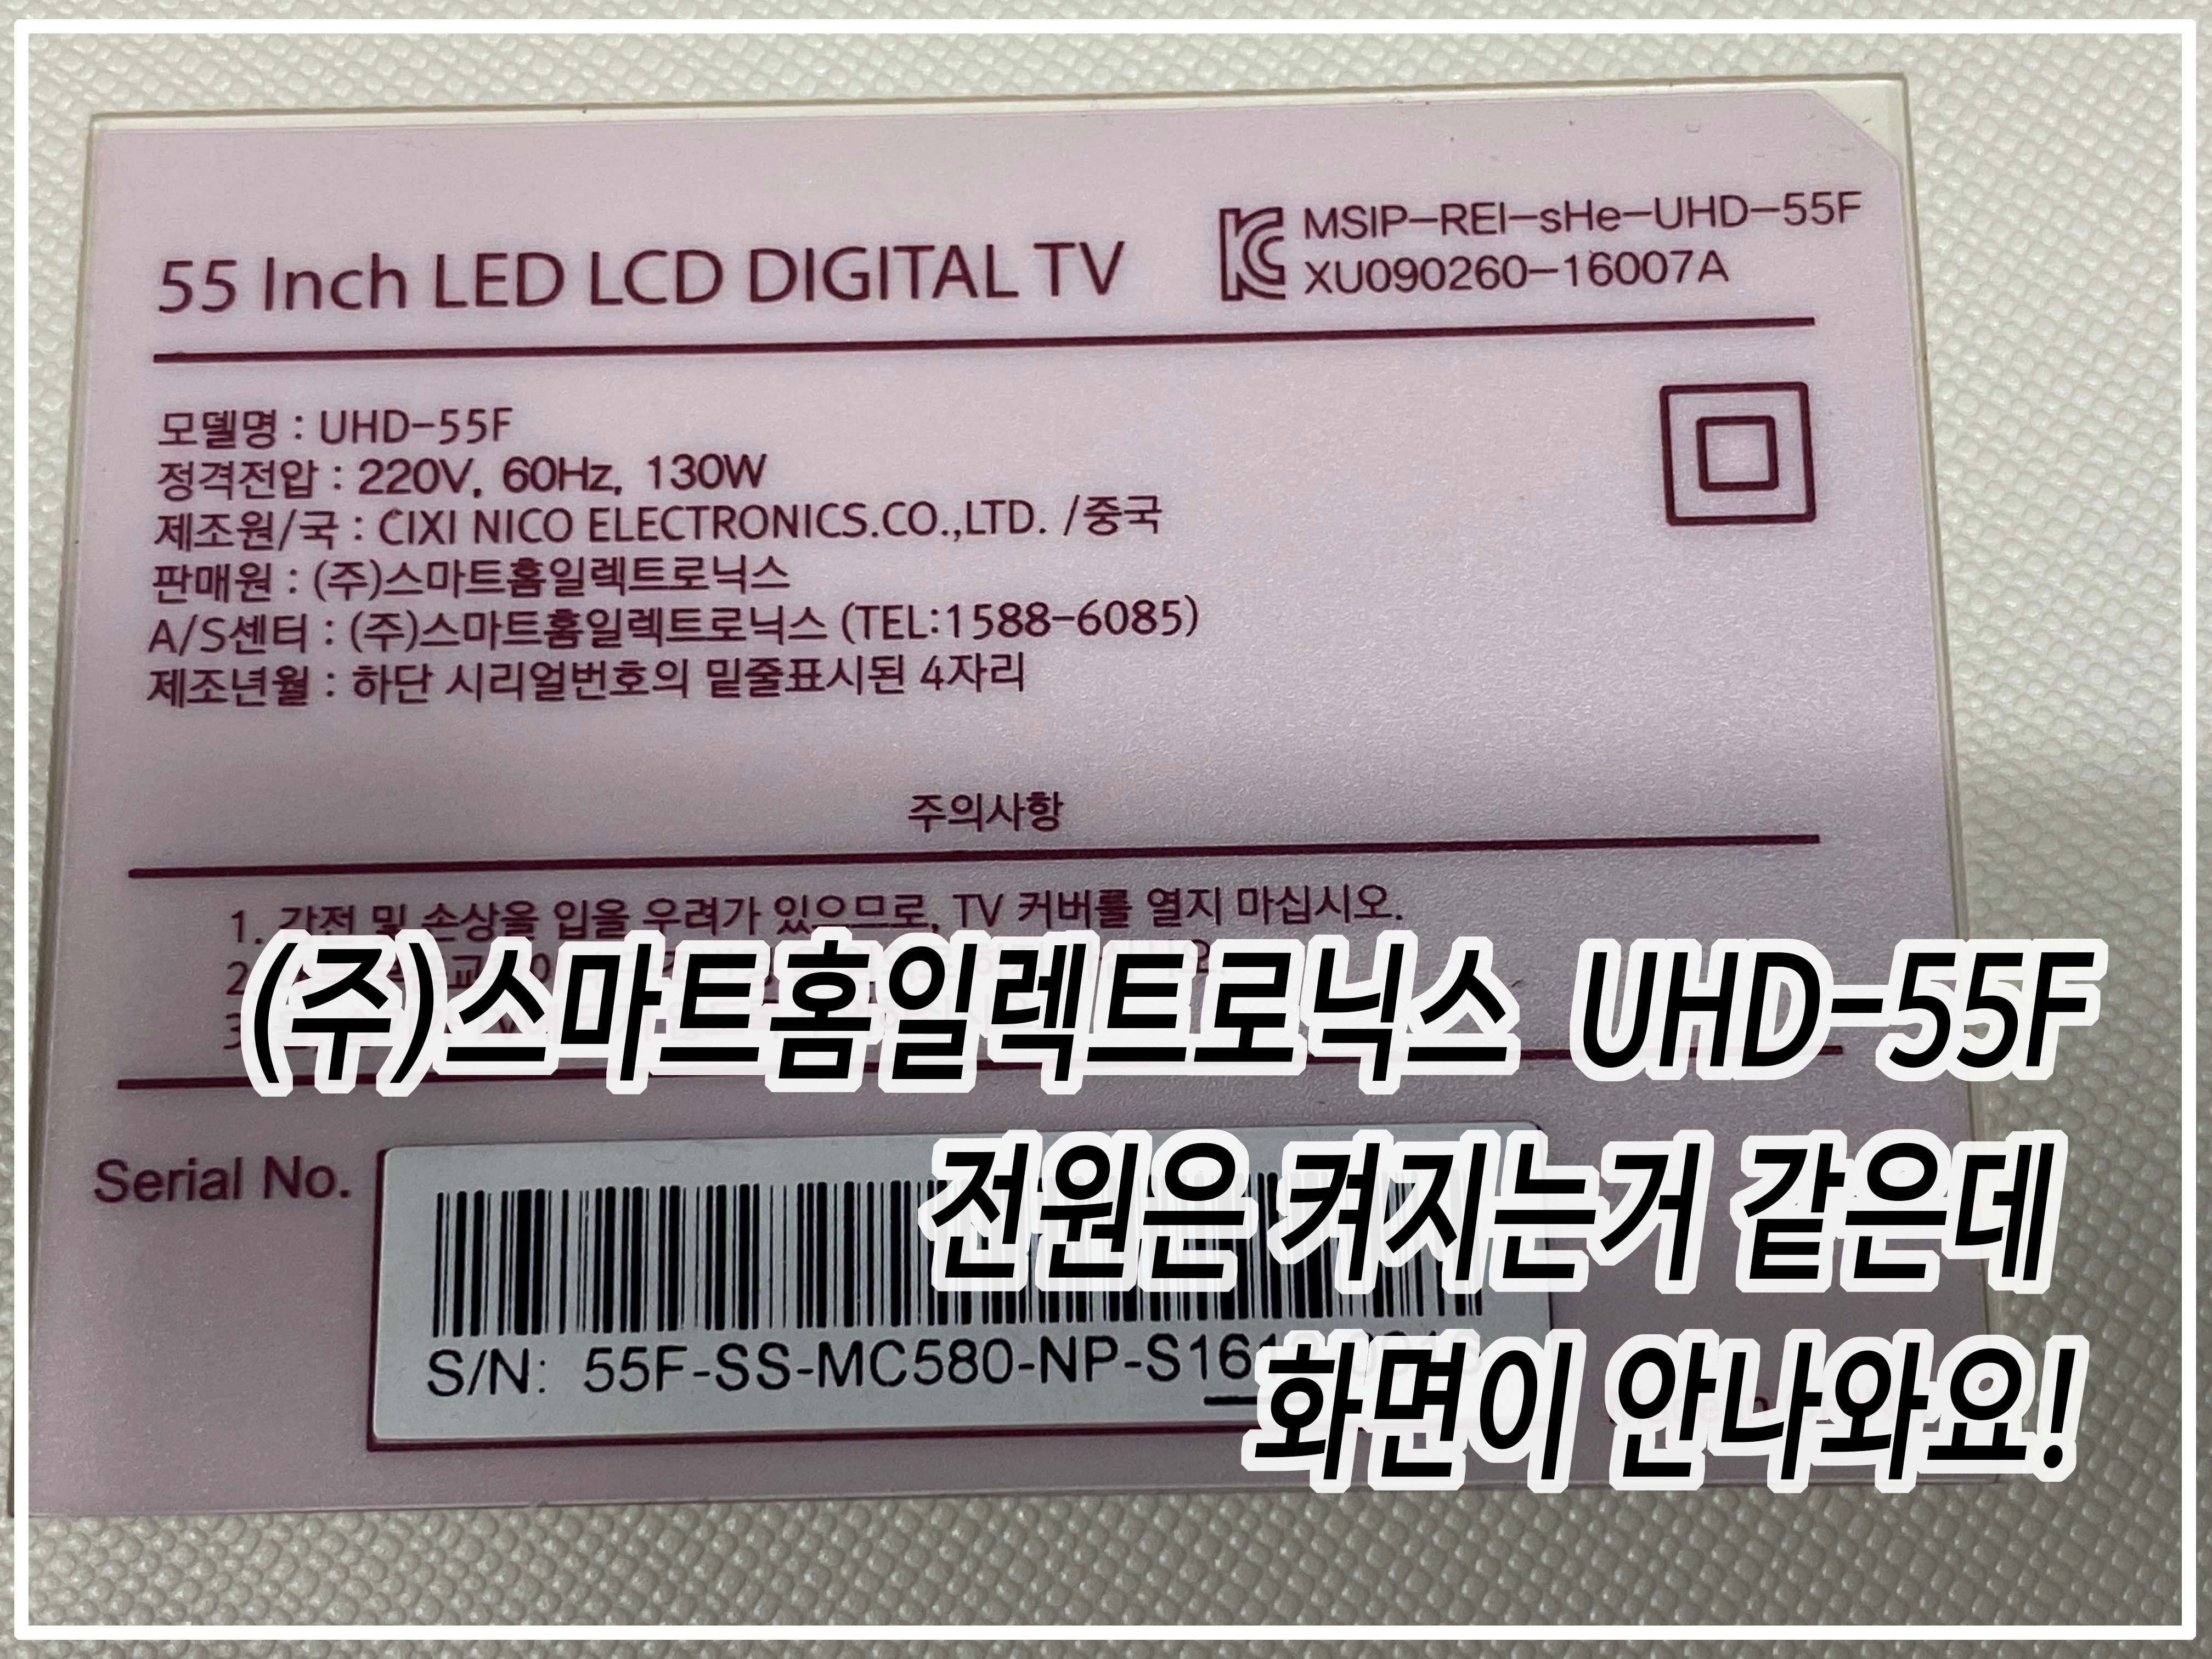 55 Inch LED LCD DIGITAL TV
MSIP-REI-sHe-UHD-55F
XU090260-16007A
모델명 : UHD-55F
정격전압 : 220V, 60Hz, 130W
제조원/국 : CIXI NICO ELECTRONICS.CO.,LTD. /중국
판매원 : (주)스마트홈일렉트로닉스
A/S센터 : (주)스마트홈일렉트로닉스 (TEL:1588-6085)
제조년월 : 하단 시리얼번호의 밑줄표시된 4자리
주의사항
1. 감전 및 손상을 입을 우려가 있으므로, TV 커버를 열지 마십시오.
(주)스마트홈일렉트로닉스 UHD-55F
전원은 켜지는거 같은데
화면이 안나와요!
Serial No.
S/N: 55F-SS-MC580-NP-S16